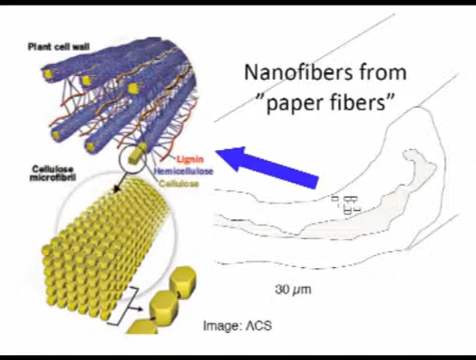 Plant cell wall
Nanofibers from
"paper fibers"
Lignin
Hemicellulose
Cellulose
Cellulose
microfibril
30 µm
Image: ACS